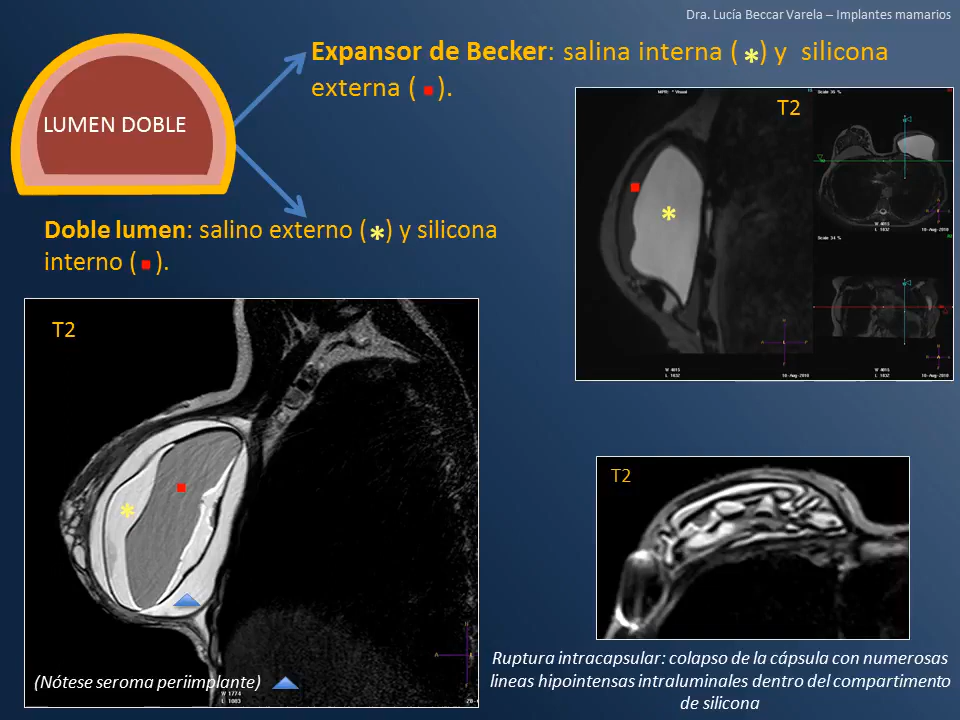 Dra. Lucía Beccar Varela – Implantes mamarios
LUMEN DOBLE
Expansor de Becker: salina interna ( * ) y silicona
externa ( ▪ ).
Doble lumen: salino externo ( * ) y silicona
interno ( ▪ ).
T2
T2
T2
(Nótese seroma periimplante)
W 1774
L 1003
Ruptura intracapsular: colapso de la cápsula con numerosas
lineas hipointensas intraluminales dentro del compartimento
de silicona